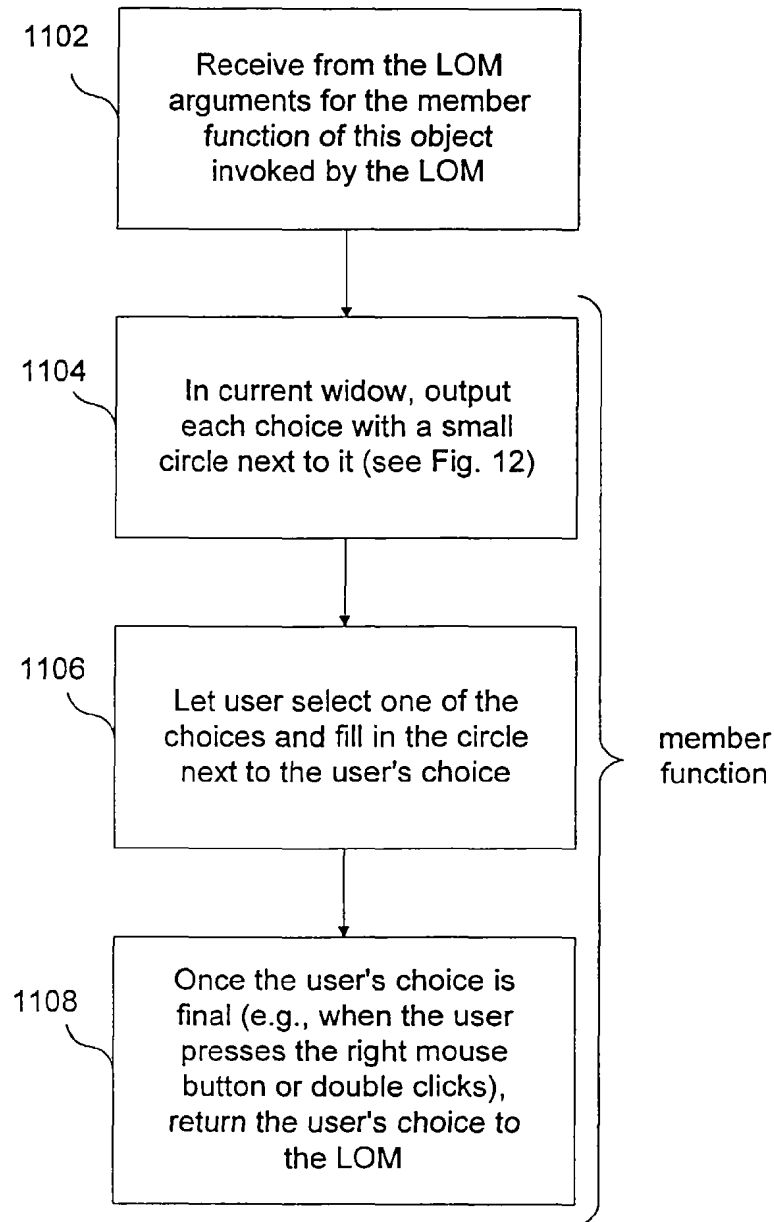 1102
Receive from the LOM
arguments for the member
function of this object
invoked by the LOM
1104
In current widow, output
each choice with a small
circle next to it (see Fig. 12)
1106
Let user select one of the
choices and fill in the circle
next to the user's choice
member
function
1108
Once the user's choice is
final (e.g., when the user
presses the right mouse
button or double clicks),
return the user's choice to
the LOM